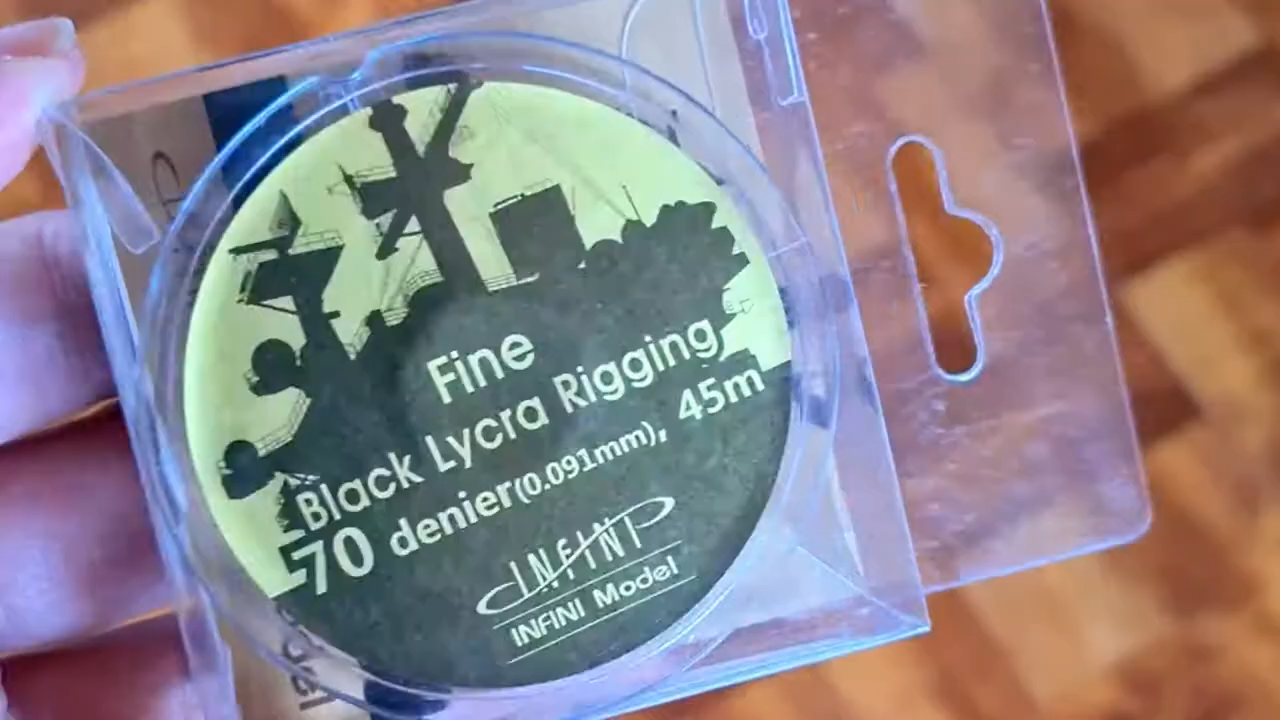 Fine
Black Lycra Rigging
70 denier(0.091mm), 45m
INFINI
INFINI Model